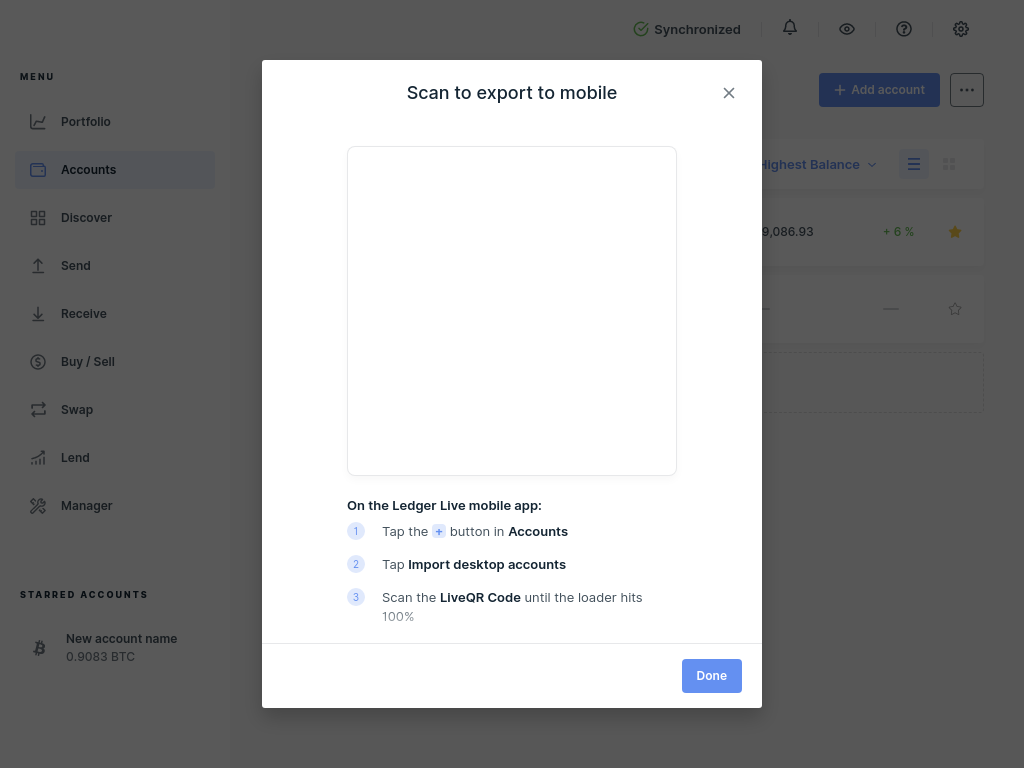 Synchronized
MENU
Portfolio
Accounts
Discover
Send
Receive
Buy / Sell
Swap
Lend
Manager
STARRED ACCOUNTS
New account name
0.9083 BTC
+ Add account
Highest Balance
9,086.93
+ 6 %
Scan to export to mobile
On the Ledger Live mobile app:
1 Tap the + button in Accounts
2 Tap Import desktop accounts
3 Scan the LiveQR Code until the loader hits
100%
Done